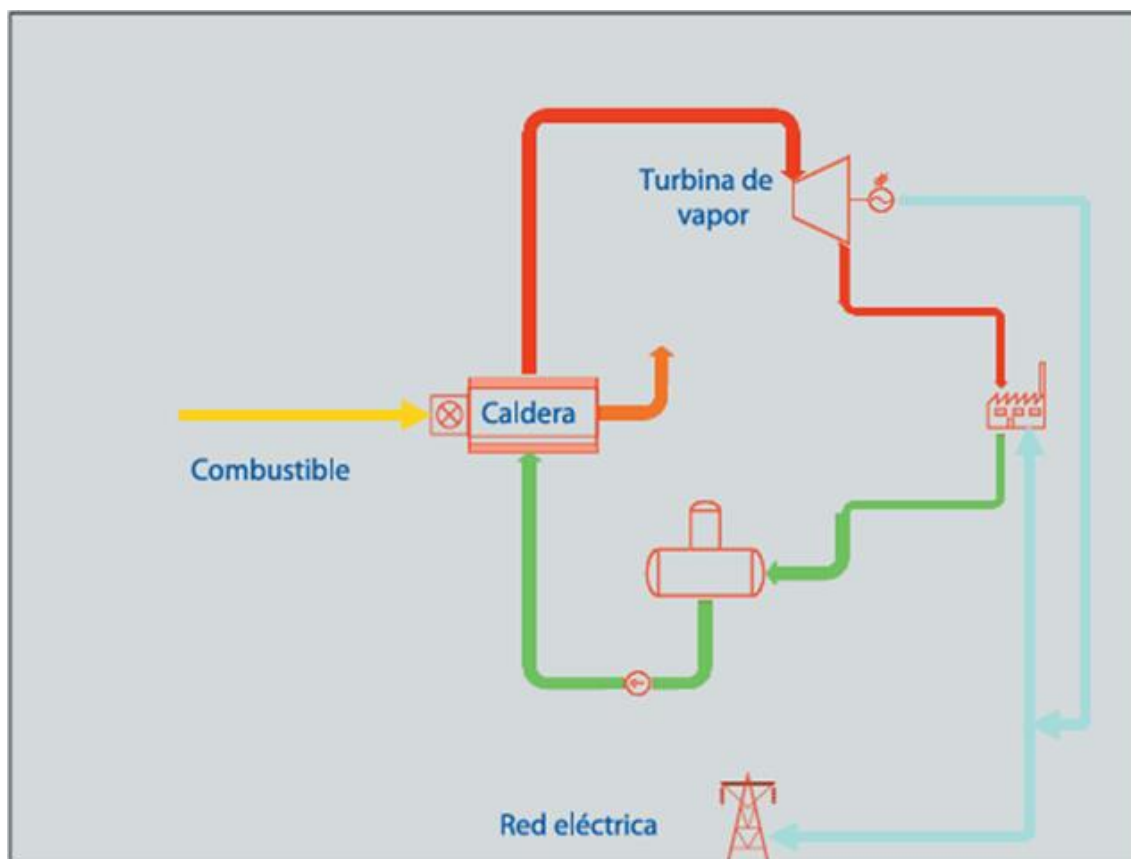 Turbina de
vapor
Caldera
Combustible
Red eléctrica